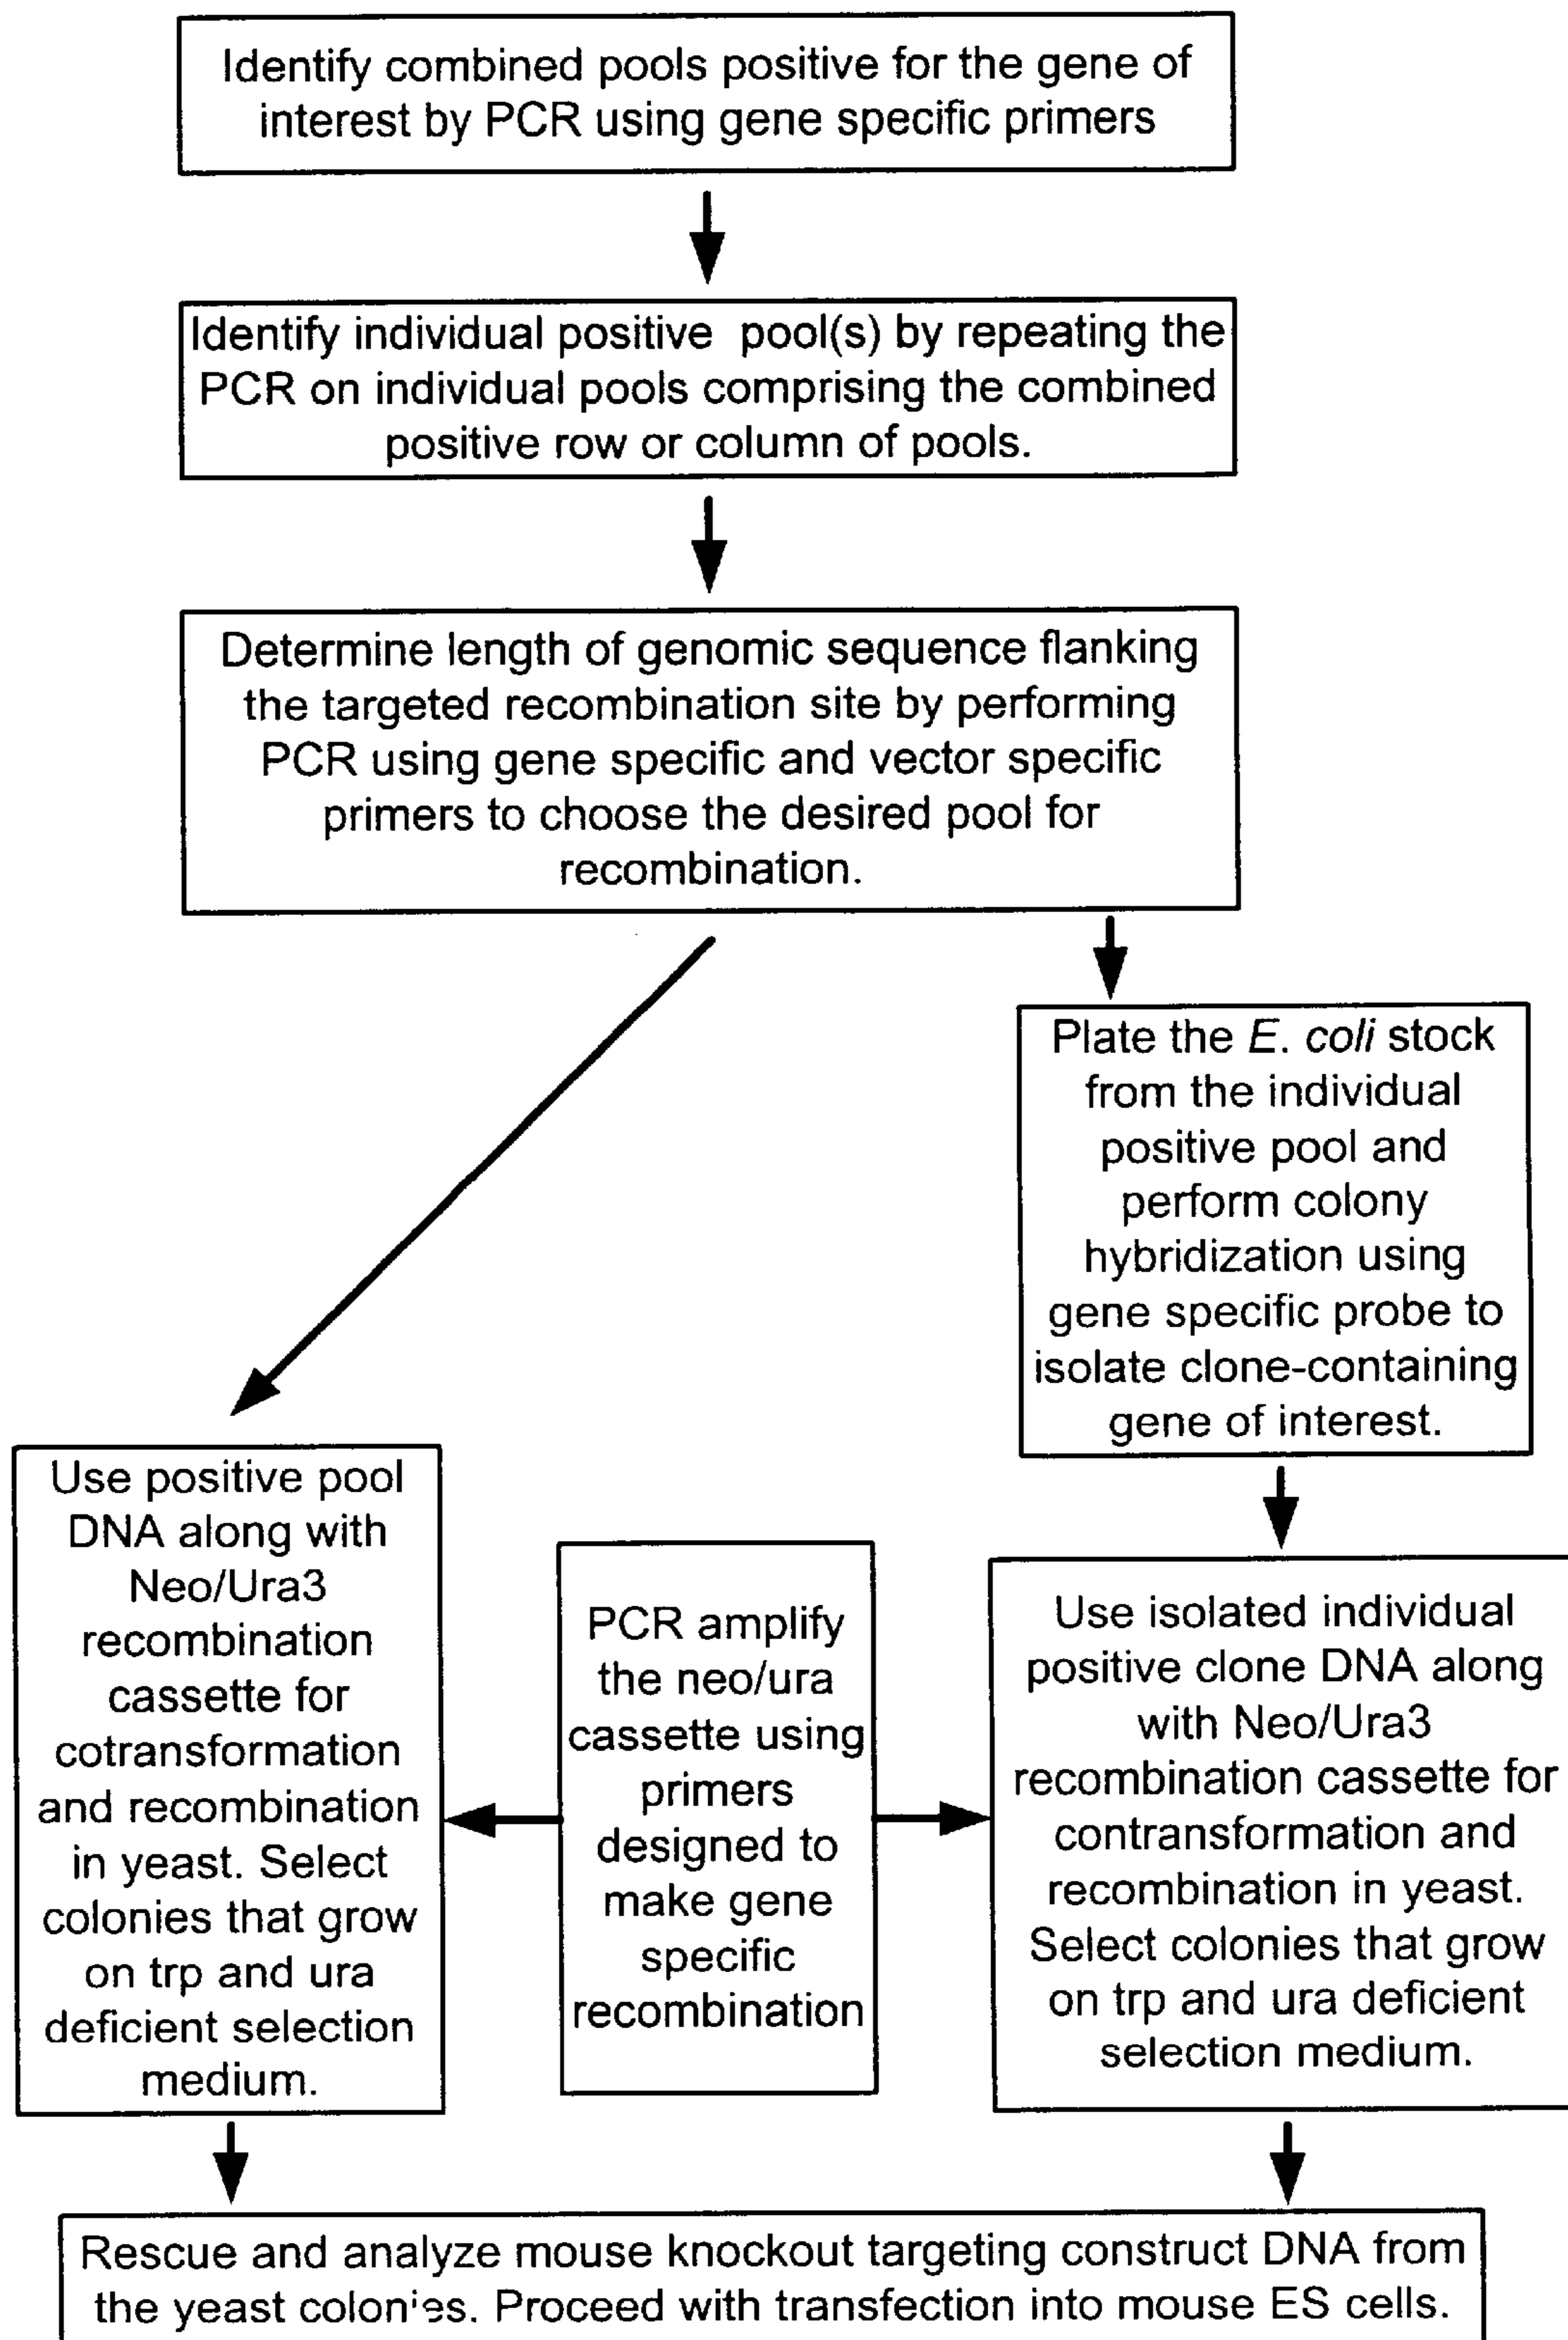 Identify combined pools positive for the gene of
interest by PCR using gene specific primers
Identify individual positive pool(s) by repeating the
PCR on individual pools comprising the combined
positive row or column of pools.
Determine length of genomic sequence flanking
the targeted recombination site by performing
PCR using gene specific and vector specific
primers to choose the desired pool for
recombination.
Plate the E. coli stock
from the individual
positive pool and
perform colony
hybridization using
gene specific probe to
isolate clone-containing
gene of interest.
Use positive pool
DNA along with
Neo/Ura3
recombination
cassette for
cotransformation
and recombination
in yeast. Select
colonies that grow
on trp and ura
deficient selection
medium.
PCR amplify
the neo/ura
cassette using
primers
designed to
make gene
specific
recombination
Use isolated individual
positive clone DNA along
with Neo/Ura3
recombination cassette for
contransformation and
recombination in yeast.
Select colonies that grow
on trp and ura deficient
selection medium.
Rescue and analyze mouse knockout targeting construct DNA from
the yeast colonies. Proceed with transfection into mouse ES cells.